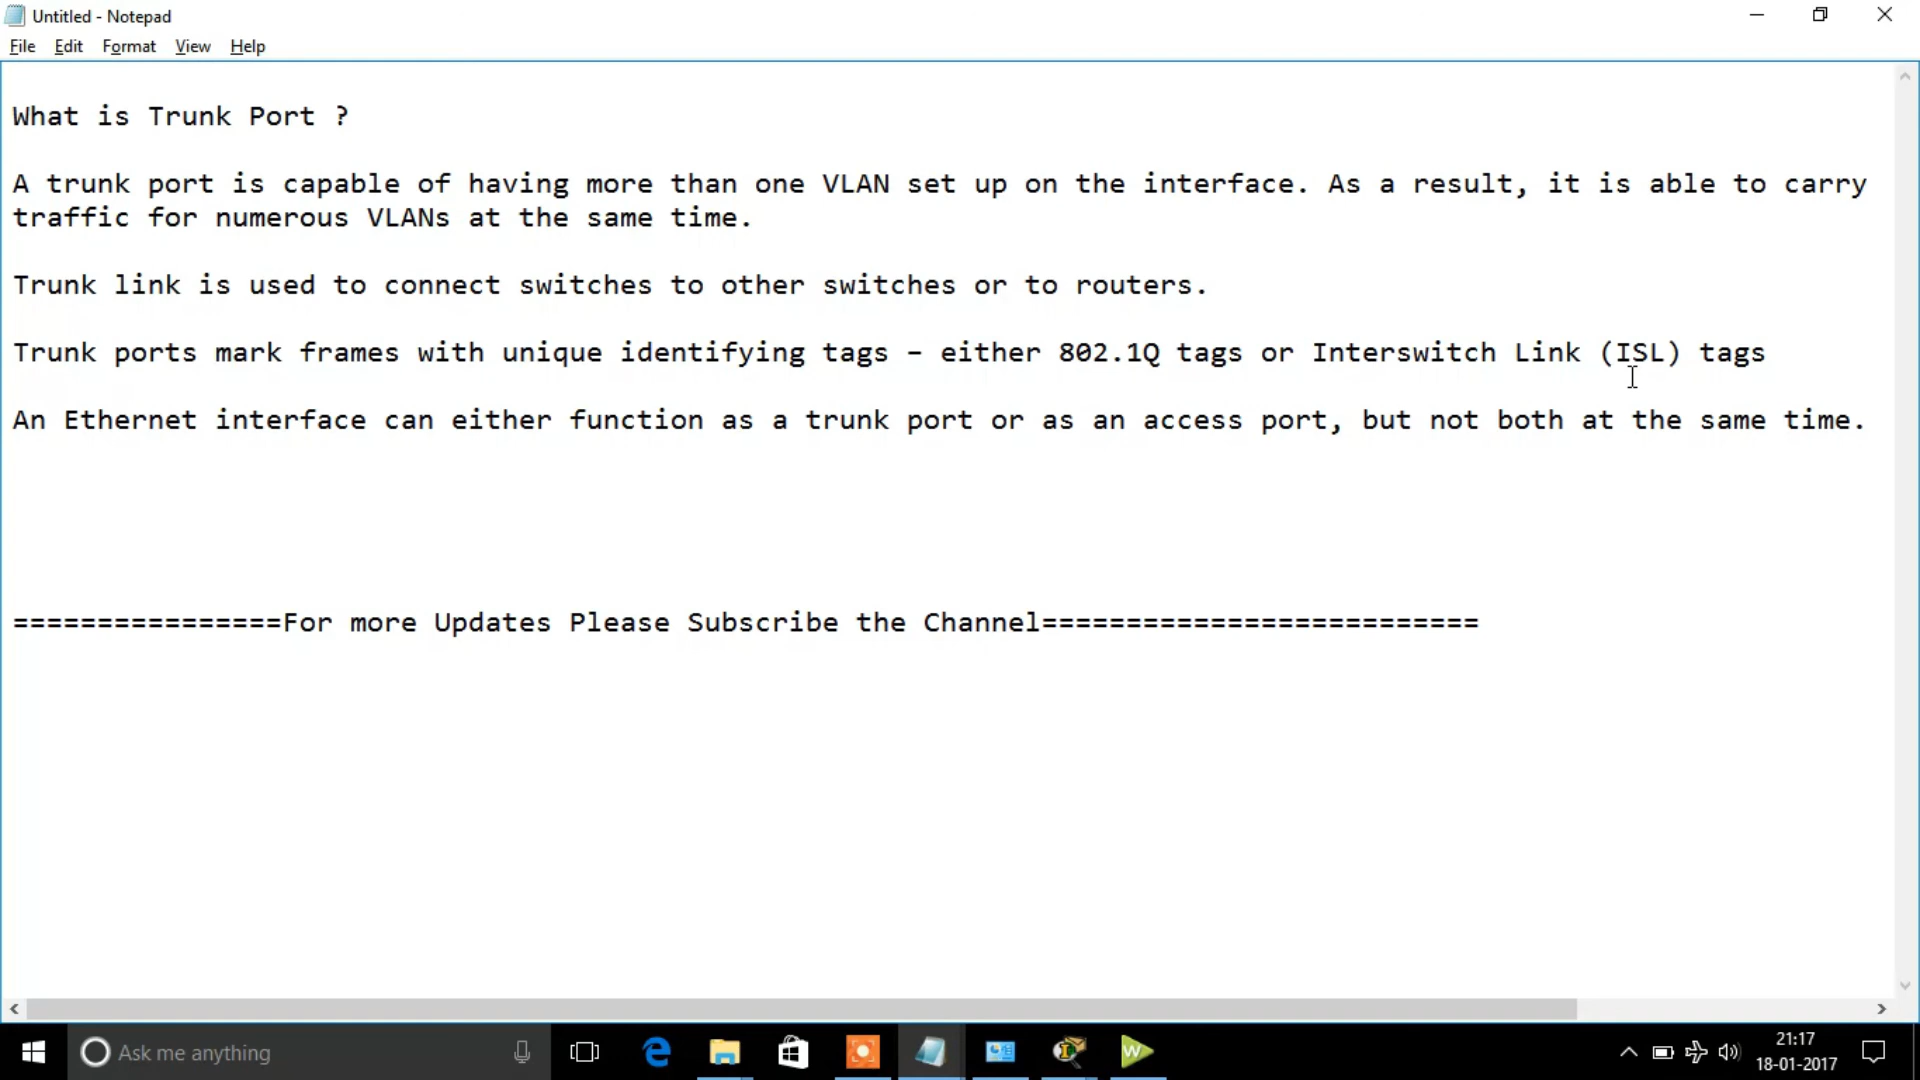 Untitled - Notepad
File Edit Format View Help
What is Trunk Port ?
A trunk port is capable of having more than one VLAN set up on the interface. As a result, it is able to carry
traffic for numerous VLANs at the same time.
Trunk link is used to connect switches to other switches or to routers.
Trunk ports mark frames with unique identifying tags – either 802.1Q tags or Interswitch Link (ISL) tags
An Ethernet interface can either function as a trunk port or as an access port, but not both at the same time.
================For more Updates Please Subscribe the Channel==========================
Ask me anything
W
21:17
18-01-2017